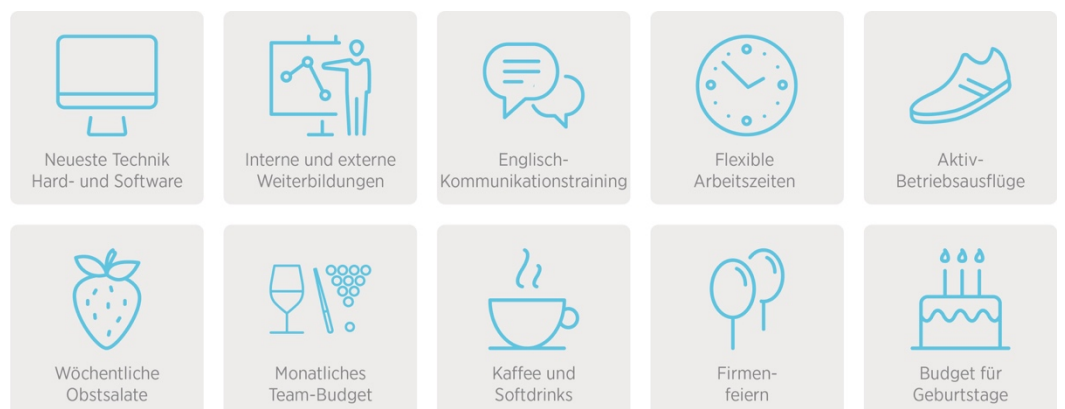 Neueste Technik
Hard- und Software
Interne und externe
Weiterbildungen
Englisch-
Kommunikationstraining
Flexible
Arbeitszeiten
Aktiv-
Betriebsausflüge
Wöchentliche
Obstsalate
Monatliches
Team-Budget
Kaffee und
Softdrinks
Firmen-
feiern
Budget für
Geburtstage